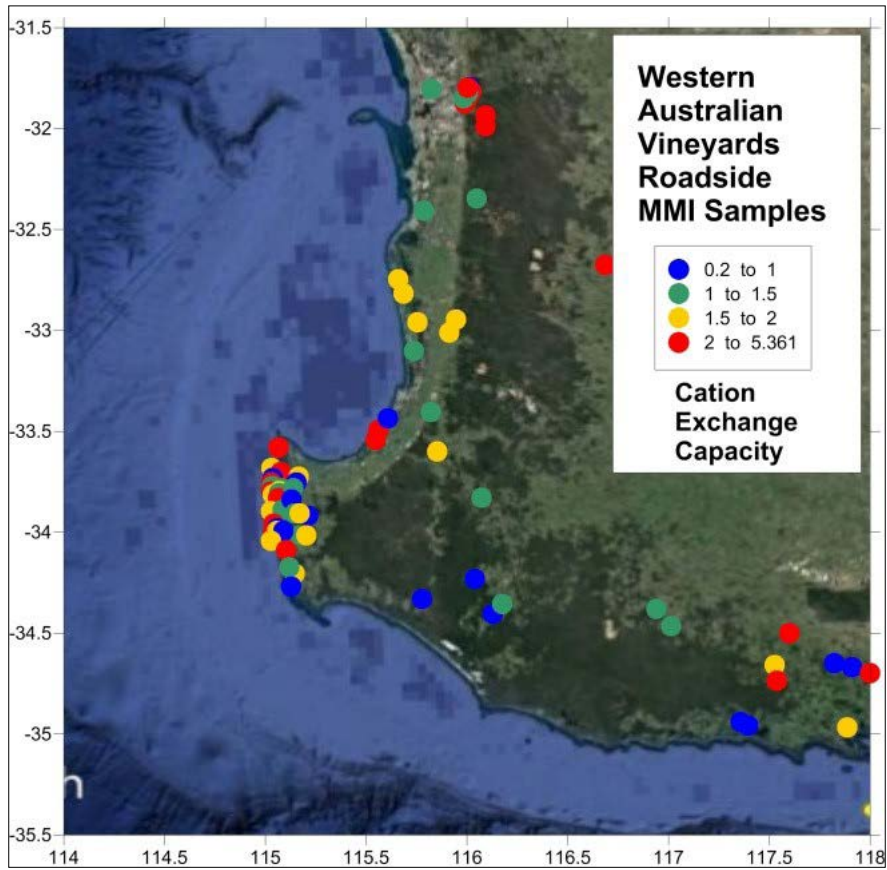 -31.5
-32
-32.5
-33
-33.5
-34
-34.5
-35
-35.5
114
114.5
115
115.5
116
116.5
117
117.5
118
Western
Australian
Vineyards
Roadside
MMI Samples
0.2 to 1
1 to 1.5
1.5 to 2
2 to 5.361
Cation
Exchange
Capacity